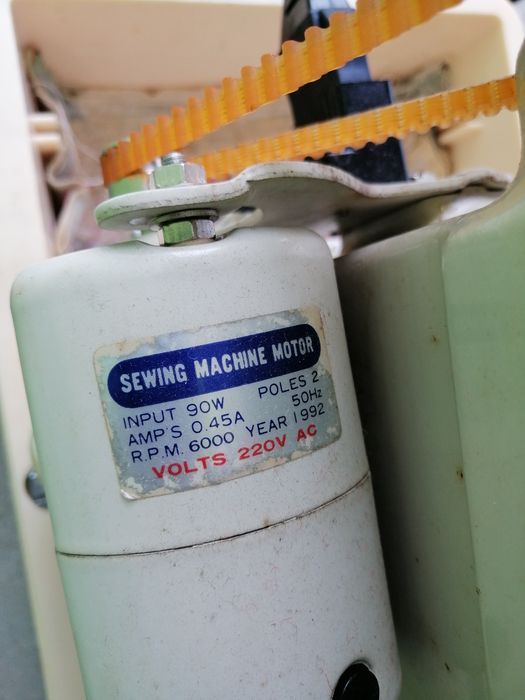 SEWING MACHINE MOTOR
INPUT 90W POLES 2
AMP'S 0.45A 50Hz
R.P.M. 6000 YEAR 1992
VOLTS 220V AC